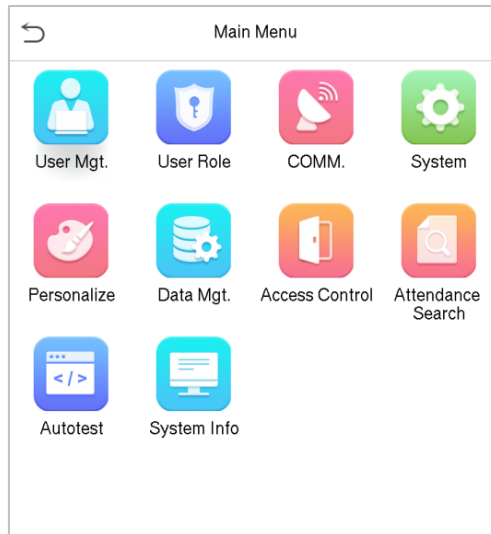 Main Menu
User Mgt.
User Role
COMM.
System
Personalize
Data Mgt.
Access Control
Attendance
Search
</>
Autotest
System Info